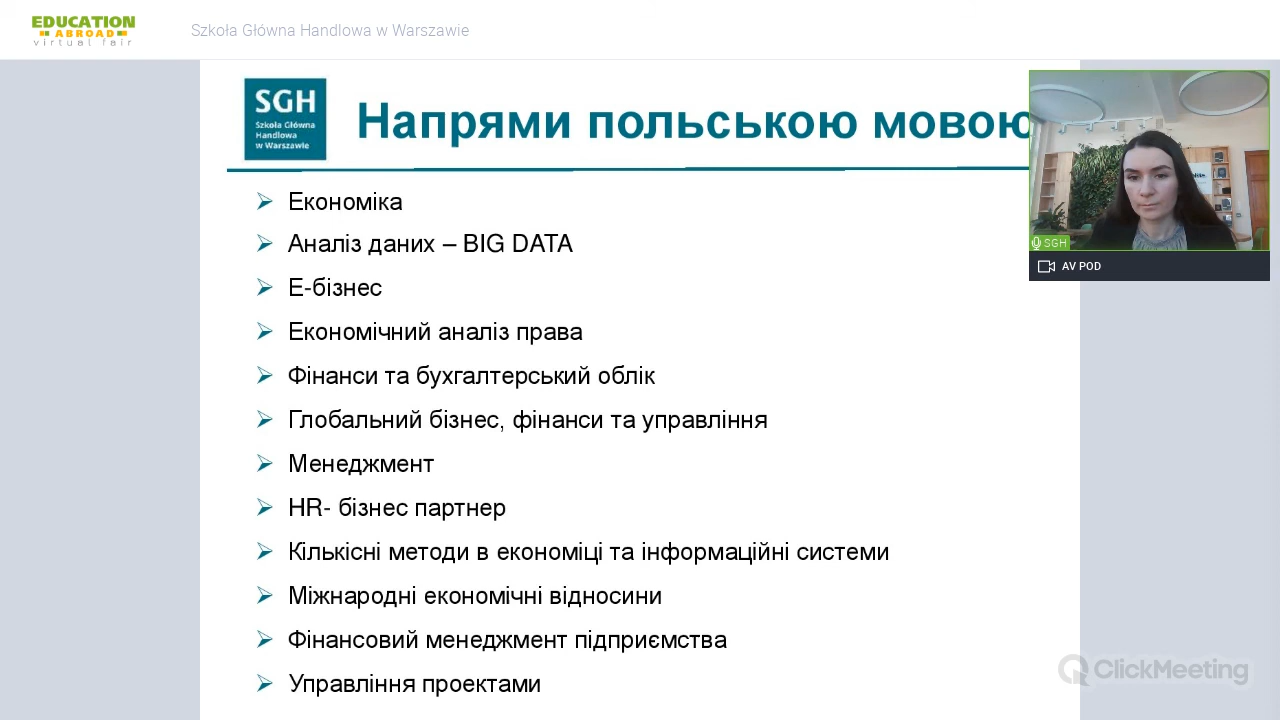 EDUCATION
ABROAD
virtual fair
Szkoła Główna Handlowa w Warszawie
SGH
Szkoła Główna
Handlowa
w Warszawie
Напрями польською мовою
SGH
AV POD
Економіка
Аналіз даних – BIG DATA
Е-бізнес
Економічний аналіз права
Фінанси та бухгалтерський облік
Глобальний бізнес, фінанси та управління
Менеджмент
HR- бізнес партнер
Кількісні методи в економіці та інформаційні системи
Міжнародні економічні відносини
Фінансовий менеджмент підприємства
Управління проектами
ClickMeeting